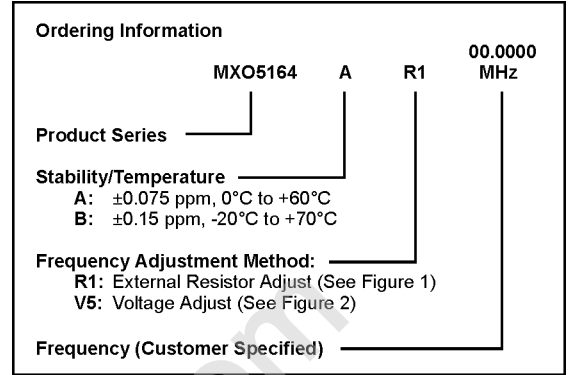 Ordering Information
00.0000
MXO5164 A R1 MHz
Product Series
Stability/Temperature
A: ±0.075 ppm, 0°C to +60°C
B: ±0.15 ppm, -20°C to +70°C
Frequency Adjustment Method:
R1: External Resistor Adjust (See Figure 1)
V5: Voltage Adjust (See Figure 2)
Frequency (Customer Specified)